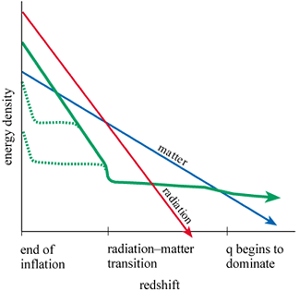 energy density
matter
radiation
end of
inflation
radiation–matter
transition
q begins to
dominate
redshift